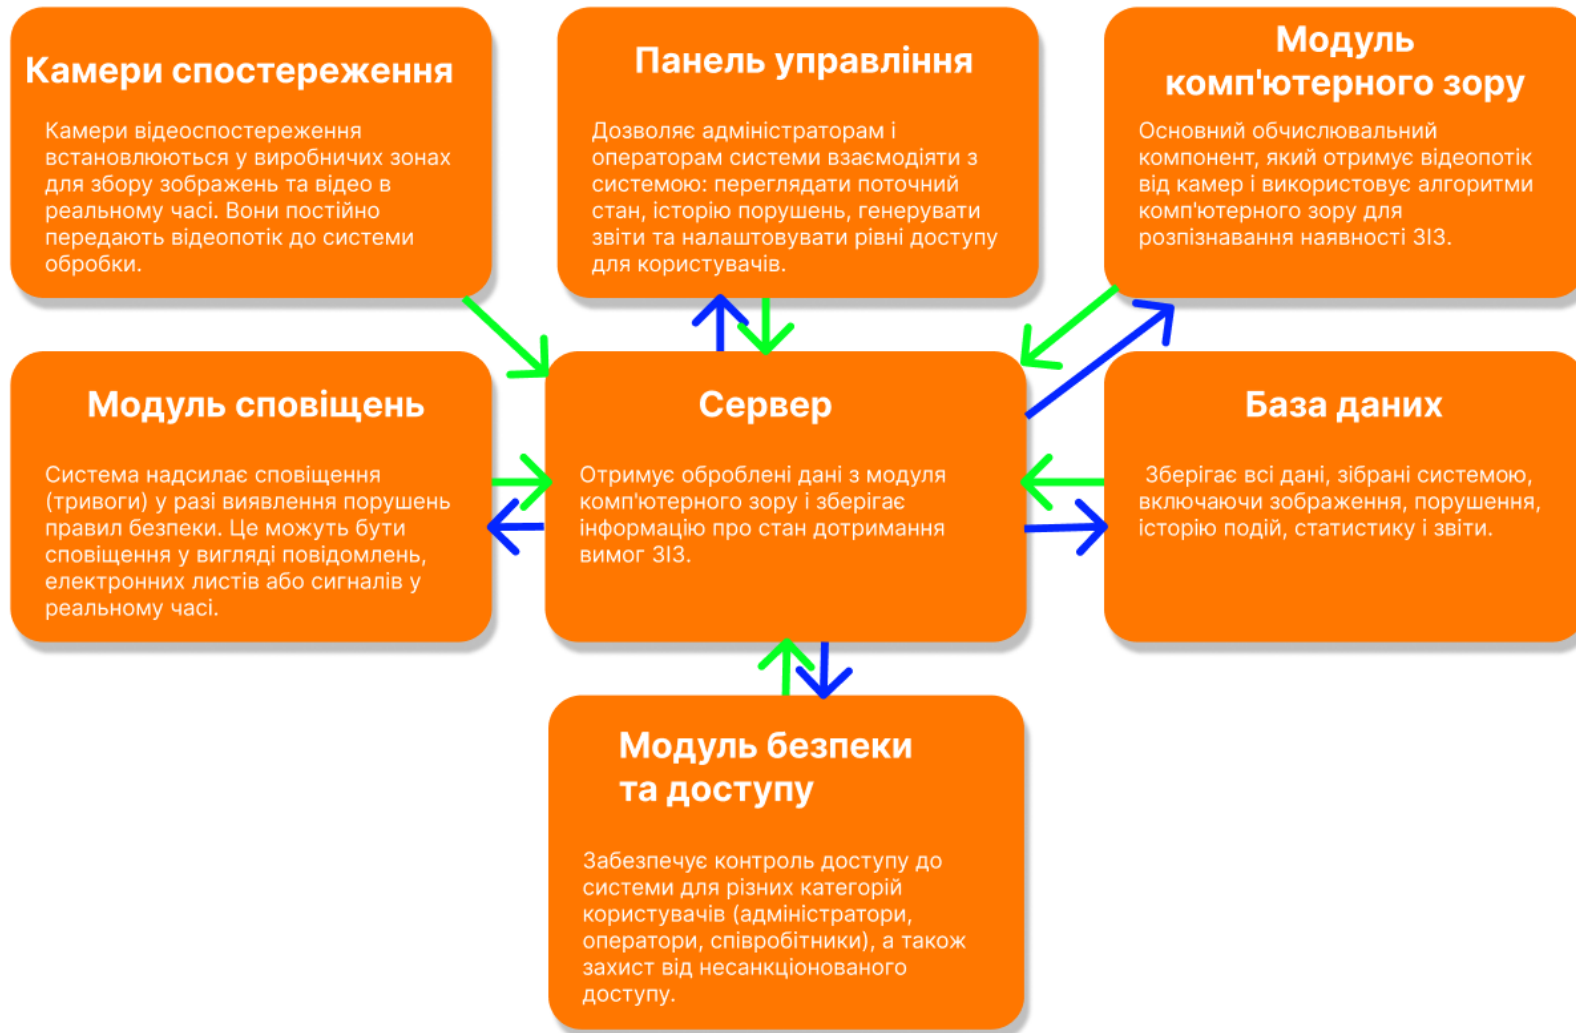 Камери спостереження
Камери відеоспостереження
встановлюються у виробничих зонах
для збору зображень та відео в
реальному часі. Вони постійно
передають відеопотік до системи
обробки.
Панель управління
Дозволяє адміністраторам і
операторам системи взаємодіяти з
системою: переглядати поточний
стан, історію порушень, генерувати
звіти та налаштовувати рівні доступу
для користувачів.
Модуль
комп'ютерного зору
Основний обчислювальний
компонент, який отримує відеопотік
від камер і використовує алгоритми
комп'ютерного зору для
розпізнавання наявності ЗІЗ.
Модуль сповіщень
Система надсилає сповіщення
(тривоги) у разі виявлення порушень
правил безпеки. Це можуть бути
сповіщення у вигляді повідомлень,
електронних листів або сигналів у
реальному часі.
Сервер
Отримує оброблені дані з модуля
комп'ютерного зору і зберігає
інформацію про стан дотримання
вимог ЗІЗ.
База даних
Зберігає всі дані, зібрані системою,
включаючи зображення, порушення,
історію подій, статистику і звіти.
Модуль безпеки
та доступу
Забезпечує контроль доступу до
системи для різних категорій
користувачів (адміністратори,
оператори, співробітники), а також
захист від несанкціонованого
доступу.